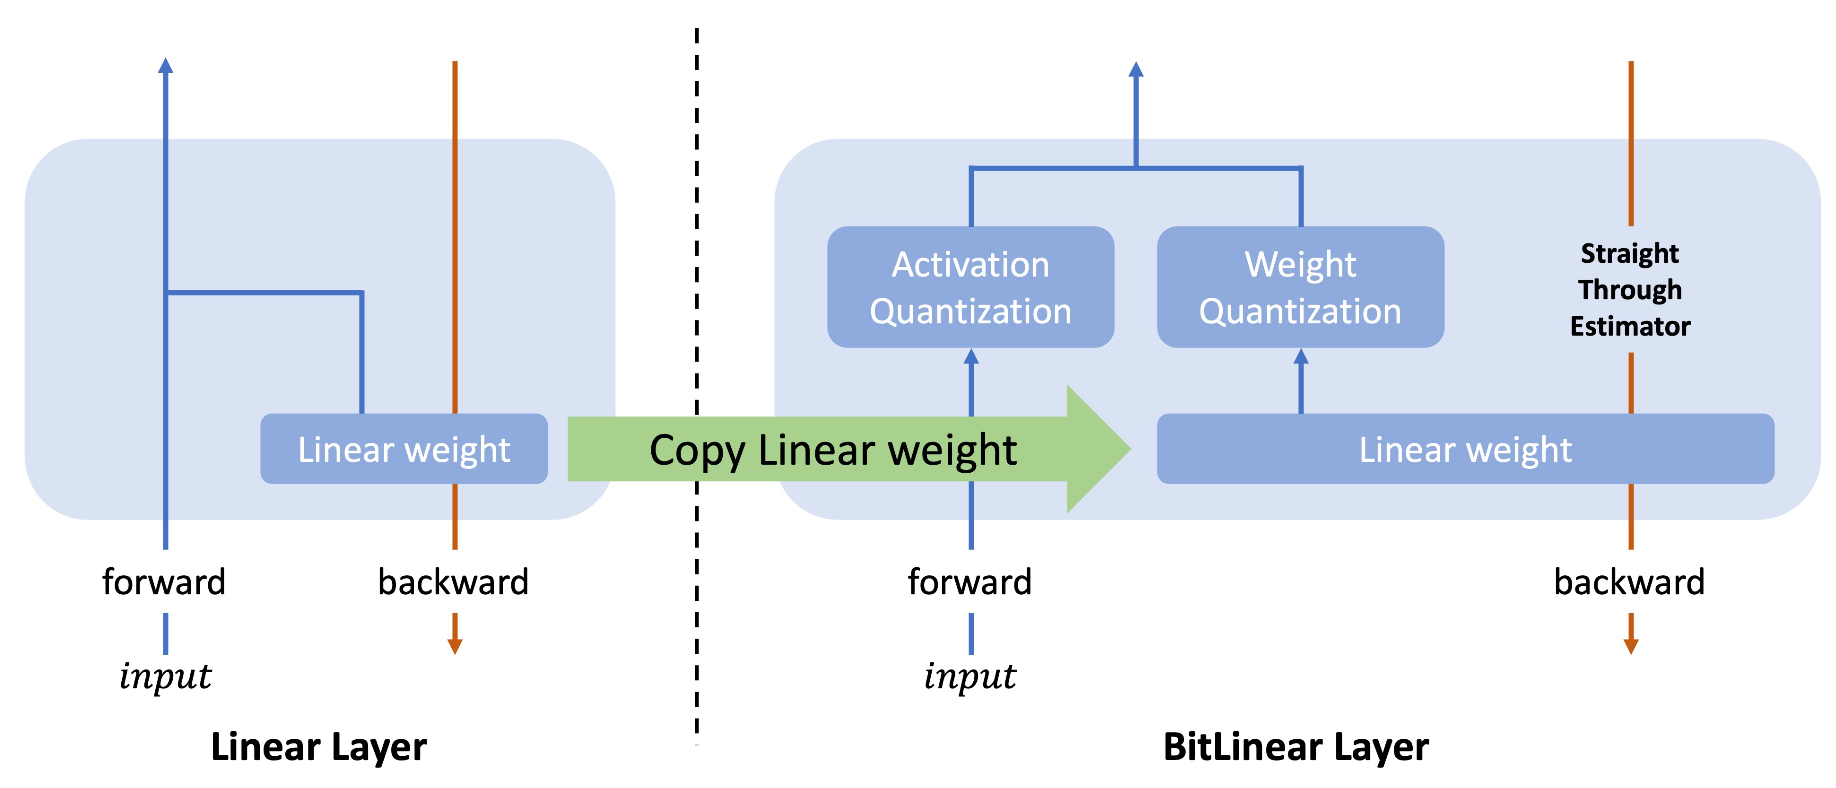 Activation
Quantization
Weight
Quantization
Straight
Through
Estimator
Linear weight
Copy Linear weight
Linear weight
forward
backward
forward
backward
input
input
Linear Layer
BitLinear Layer